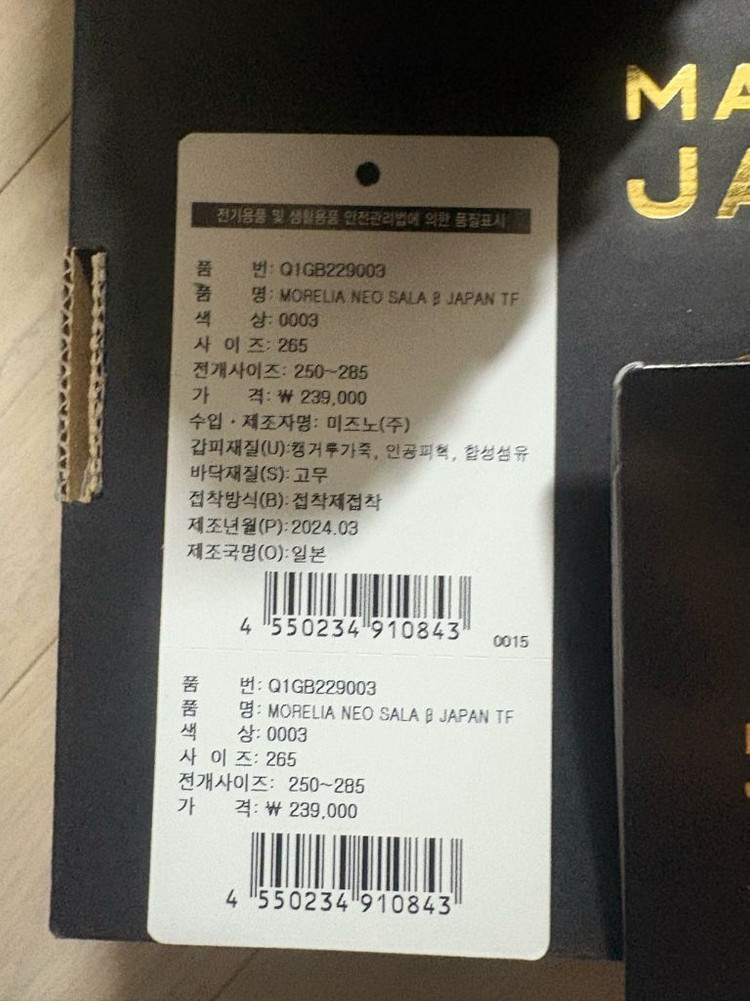 MA
JA
전기용품 및 생활용품 안전관리법에 의한 품질표시
품 번: Q1GB229003
품 명: MORELIA NEO SALA β JAPAN TF
색 상: 0003
사 이 즈: 265
전개사이즈: 250~285
가 격: ₩ 239,000
수입 · 제조자명: 미즈노(주)
갑피재질(U):캥거루가죽, 인공피혁, 합성섬유
바닥재질(S): 고무
접착방식(B): 접착제접착
제조년월(P): 2024.03
제조국명(O):일본
4 550234 910843
0015
품 번: Q1GB229003
품 명: MORELIA NEO SALA β JAPAN TF
색 상: 0003
사 이 즈: 265
전개사이즈: 250~285
가 격: ₩ 239,000
4 550234 910843